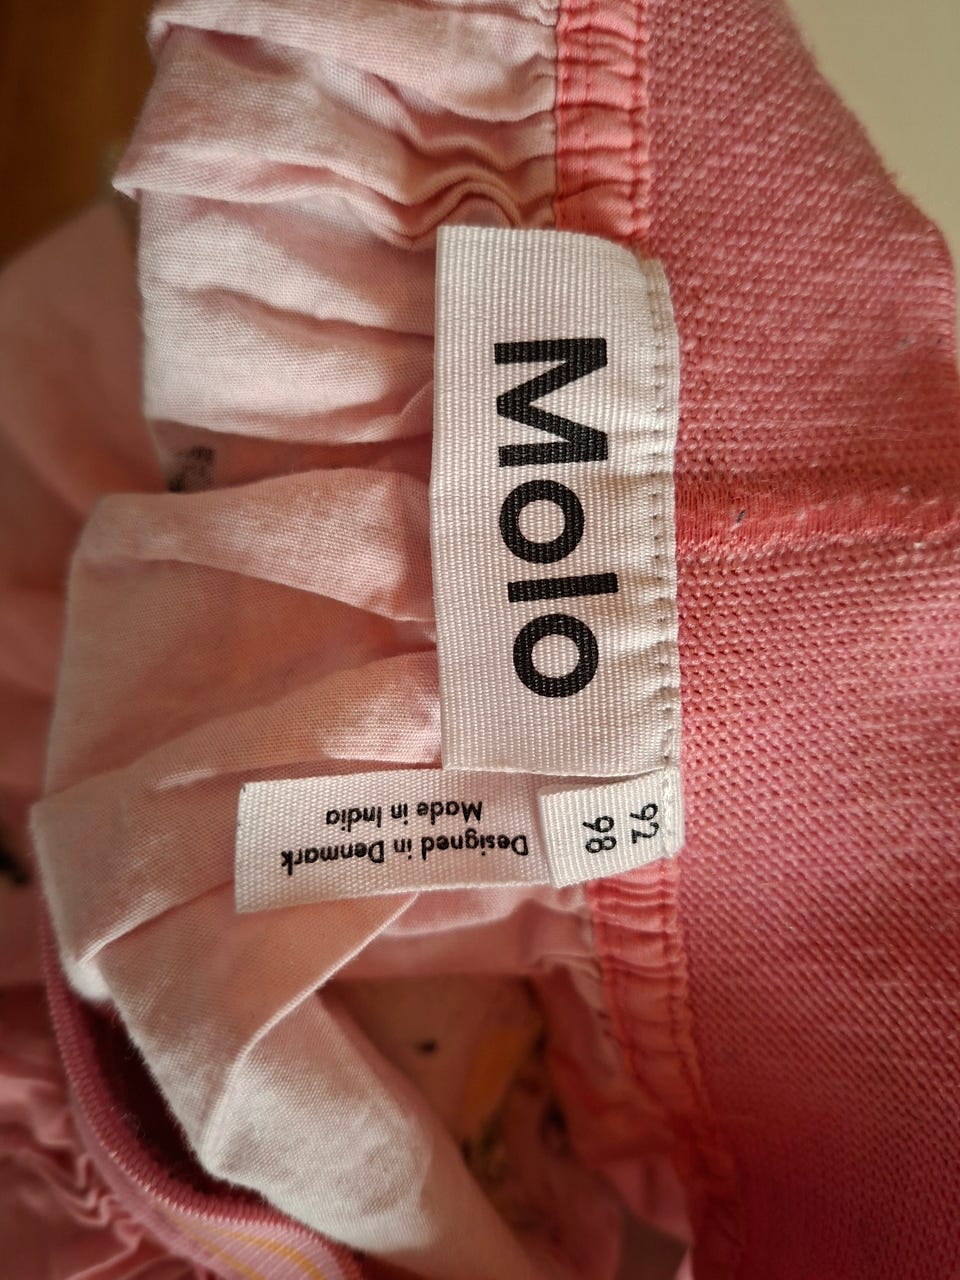 Molo
92
98
Designed in Denmark
Made in India